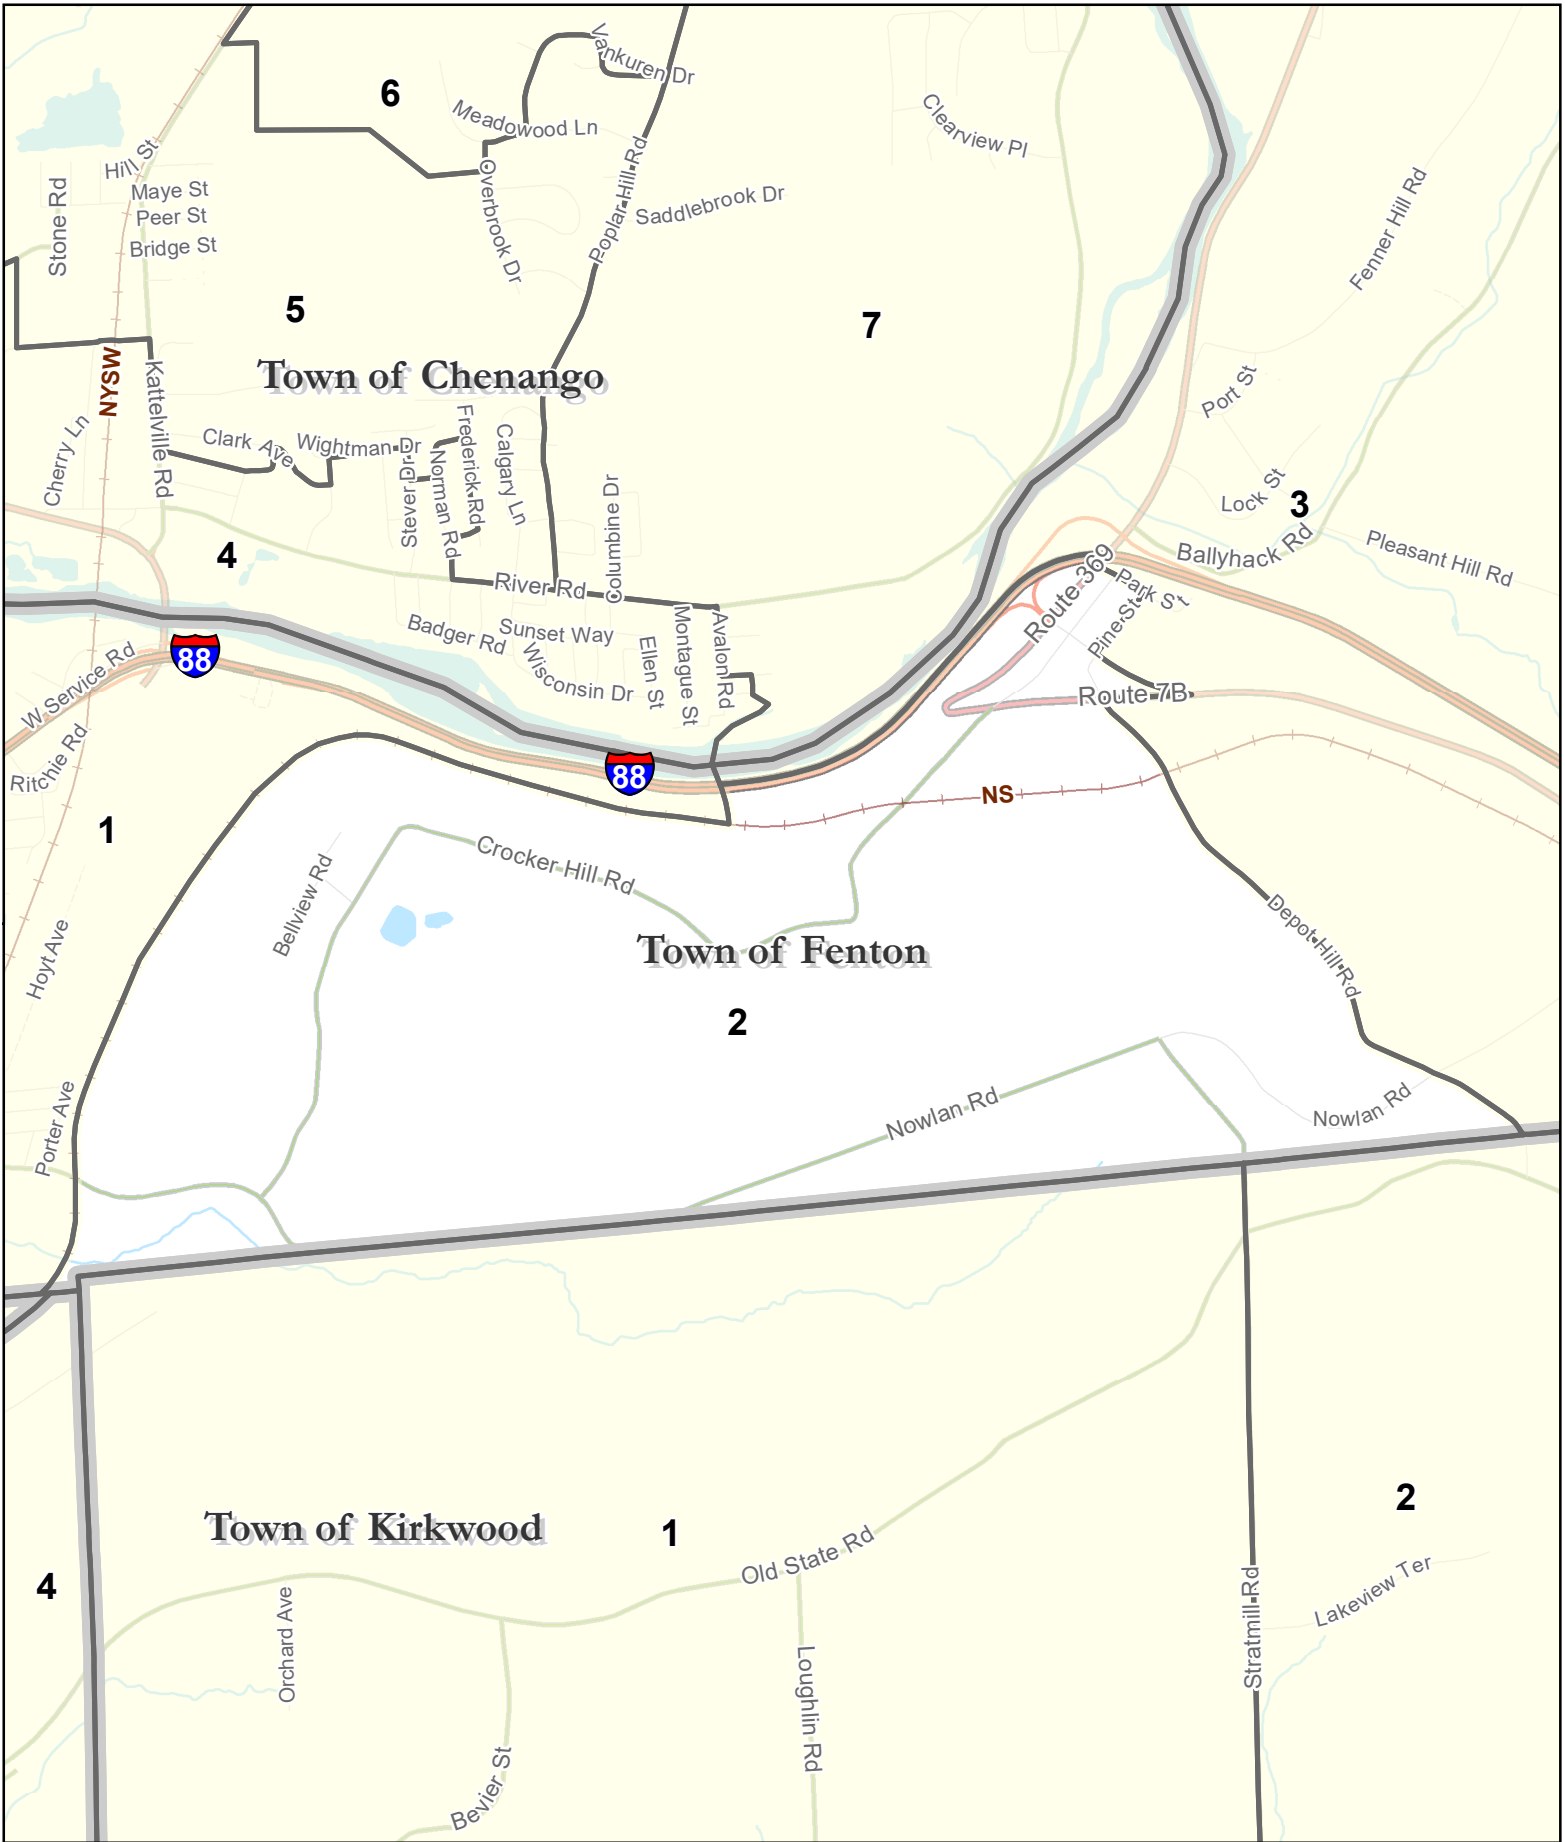 Vankuren Dr
6
Meadowood Ln
Clearview Pl
Hill St
Maye St
Peer St
Bridge St
Stone Rd
Overbrook Dr
Poplar Hill Rd
Saddlebrook Dr
Fenner Hill Rd
5
7
Town of Chenango
NYSW
Kattelville Rd
Cherry Ln
Clark Ave
Wightman Dr
Stevers Dr
Norman Rd
Frederick Rd
Calgary Ln
Columbine Dr
Port St
Lock St
3
Ballyhack Rd
Pleasant Hill Rd
4
River Rd
Route 369
Park St
Pine St
Badger Rd
Sunset Way
Wisconsin Dr
Ellen St
Montague St
Avalon Rd
88
W Service Rd
Route 7B
Ritchie Rd
88
NS
1
Crocker Hill Rd
Bellview Rd
Hoyt Ave
Depot Hill Rd
Town of Fenton
2
Porter Ave
Nowlan Rd
Nowlan Rd
2
Town of Kirkwood
1
Old State Rd
4
Orchard Ave
Stratmill Rd
Lakeview Ter
Loughlin Rd
Bevier St